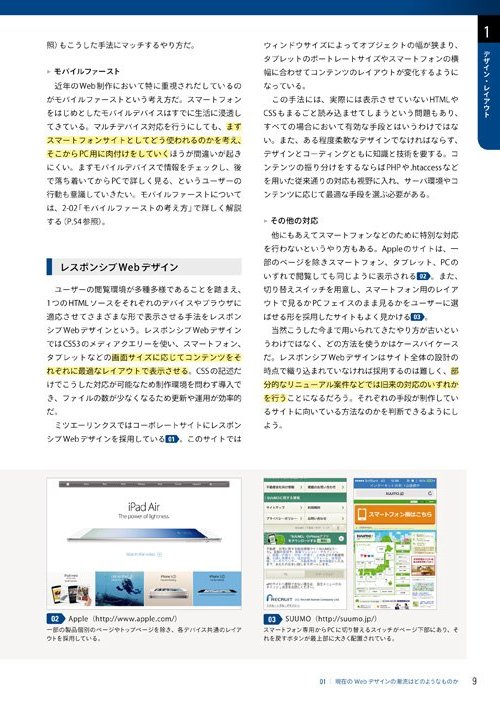 照)もこうした手法にマッチするやり方だ。
▶ モバイルファースト
近年のWeb制作において特に重視されだしているの
がモバイルファーストという考え方だ。スマートフォン
をはじめとしたモバイルデバイスはすでに生活に浸透し
てきている。マルチデバイス対応を行うにしても、まず
スマートフォンサイトとしてどう使われるのかを考え、
そこからPC用に肉付けをしていくほうが間違いが起き
にくい。まずモバイルデバイスで情報をチェックし、後
で落ち着いてからPCで詳しく見る、というユーザーの
行動も意識していきたい。モバイルファーストについて
は、2-02「モバイルファーストの考え方」で詳しく解説
する(P.54参照)。
レスポンシブWebデザイン
ユーザーの閲覧環境が多種多様であることを踏まえ、
1つのHTMLソースをそれぞれのデバイスやブラウザに
適応させてさまざまな形で表示させる手法をレスポン
シブWebデザインという。レスポンシブWebデザイン
ではCSS3のメディアクエリーを使い、スマートフォン、
タブレットなどの画面サイズに応じてコンテンツをそ
れぞれに最適なレイアウトで表示させる。CSSの記述だ
けでこうした対応が可能なため制作環境を問わず導入で
き、ファイルの数が少なくなるため更新や運用が効率的
だ。
ミツエーリンクスではコーポレートサイトにレスポン
シブWebデザインを採用している 01 。このサイトでは
ウィンドウサイズによってオブジェクトの幅が狭まり、
タブレットのポートレートサイズやスマートフォンの横
幅に合わせてコンテンツのレイアウトが変化するように
なっている。
この手法には、実際には表示させていないHTMLや
CSSもまるごと読み込ませてしまうという問題もあり、
すべての場合において有効な手段とはいうわけではな
い。また、ある程度柔軟なデザインでなければならず、
デザインとコーディングともに知識と技術を要する。コ
ンテンツの振り分けをするならばPHPや.htaccessなど
を用いた従来通りの対応も視野に入れ、サーバ環境やコ
ンテンツに応じて最適な手段を選ぶ必要がある。
▶ その他の対応
他にもあえてスマートフォンなどのために特別な対応
を行わないというやり方もある。Appleのサイトは、一
部のページを除きスマートフォン、タブレット、PCの
いずれで閲覧しても同じように表示される 02 。また、
切り替えスイッチを用意し、スマートフォン用のレイア
ウトで見るかPCフェイスのまま見るかをユーザーに選
ばせる形を採用したサイトもよく見かける 03 。
当然こうした今まで用いられてきたやり方が古いとい
うわけではなく、どの方法を使うかはケースバイケース
だ。レスポンシブWebデザインはサイト全体の設計の
時点で織り込まれていなければ採用するのは難しく、部
分的なリニューアル案件などでは旧来の対応のいずれか
を行うことになるだろう。それぞれの手段が制作してい
るサイトに向いている方法なのかを判断できるようにし
よう。
1
デザイン・レイアウト
iPad Air
The power of lightness.
02 Apple (http://www.apple.com/)
一部の製品個別のページやトップページを除き、各デバイス共通のレイア
ウトを採用している。
SUUMOに関する情報
サイトマップ
利用規約
プライバシーポリシー
RECRUIT
suumo.jp
スマートフォン版はこちら
03 SUUMO (http://suumo.jp/)
スマートフォン専用からPCに切り替えるスイッチがページ下部にあり、そ
れを戻すボタンが最上部に大きく配置されている。
01 | 現在の Web デザインの潮流はどのようなものか 9